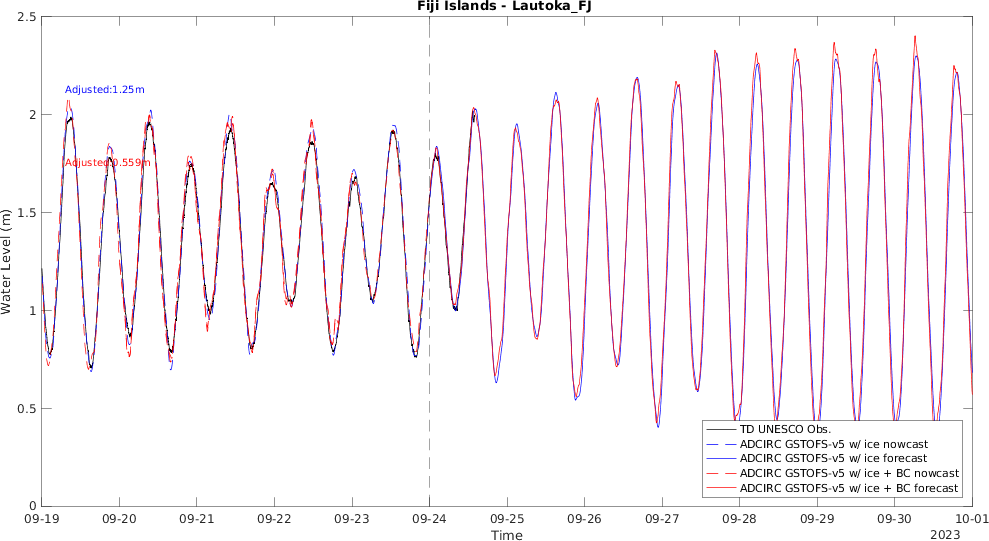 Fiji Islands - Lautoka_FJ
2.5
2
1.5
1
0.5
0
Water Level (m)
Adjusted:1.25m
Adjusted:0.559m
TD UNESCO Obs.
ADCIRC GSTOFS-v5 w/ ice nowcast
ADCIRC GSTOFS-v5 w/ ice forecast
ADCIRC GSTOFS-v5 w/ ice + BC nowcast
ADCIRC GSTOFS-v5 w/ ice + BC forecast
09-19 09-20 09-21 09-22 09-23 09-24 09-25 09-26 09-27 09-28 09-29 09-30 10-01
Time
2023